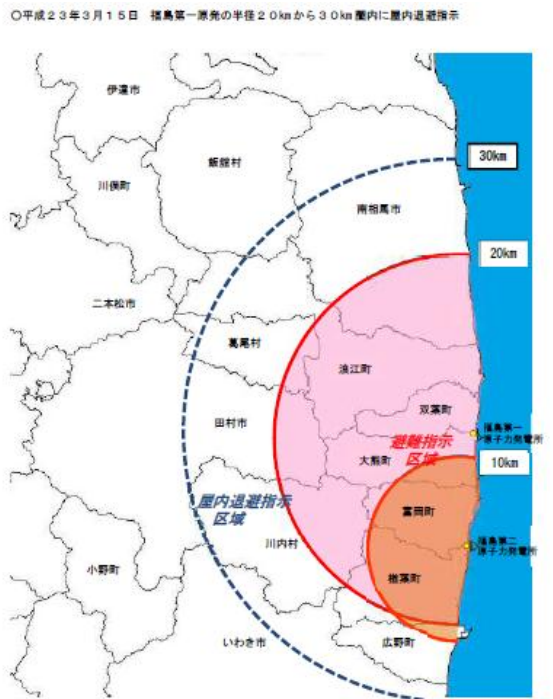 ○平成23年3月15日　福島第一原発の半径20kmから30km圏内に屋内退避指示
伊達市
飯舘村
30km
川俣町
南相馬市
20km
二本松市
葛尾村
浪江町
双葉町
田村市
福島第一
原子力発電所
避難指示
区域
大熊町
10km
屋内退避指示
区域
富岡町
川内村
福島第二
原子力発電所
小野町
楢葉町
いわき市
広野町